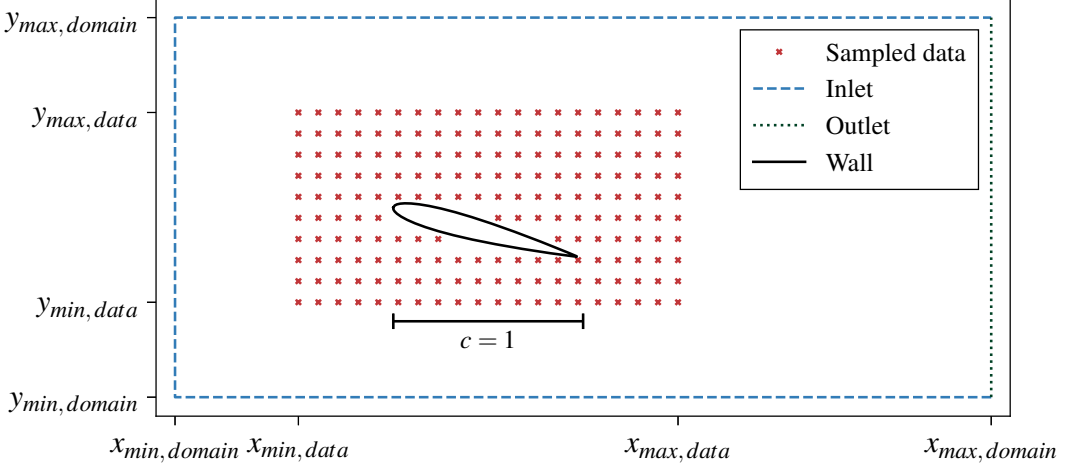 y_{max,domain}
Sampled data
Inlet
y_{max,data}
Outlet
Wall
y_{min,data}
c = 1
y_{min,domain}
x_{min,domain} x_{min,data} x_{max,data} x_{max,domain}